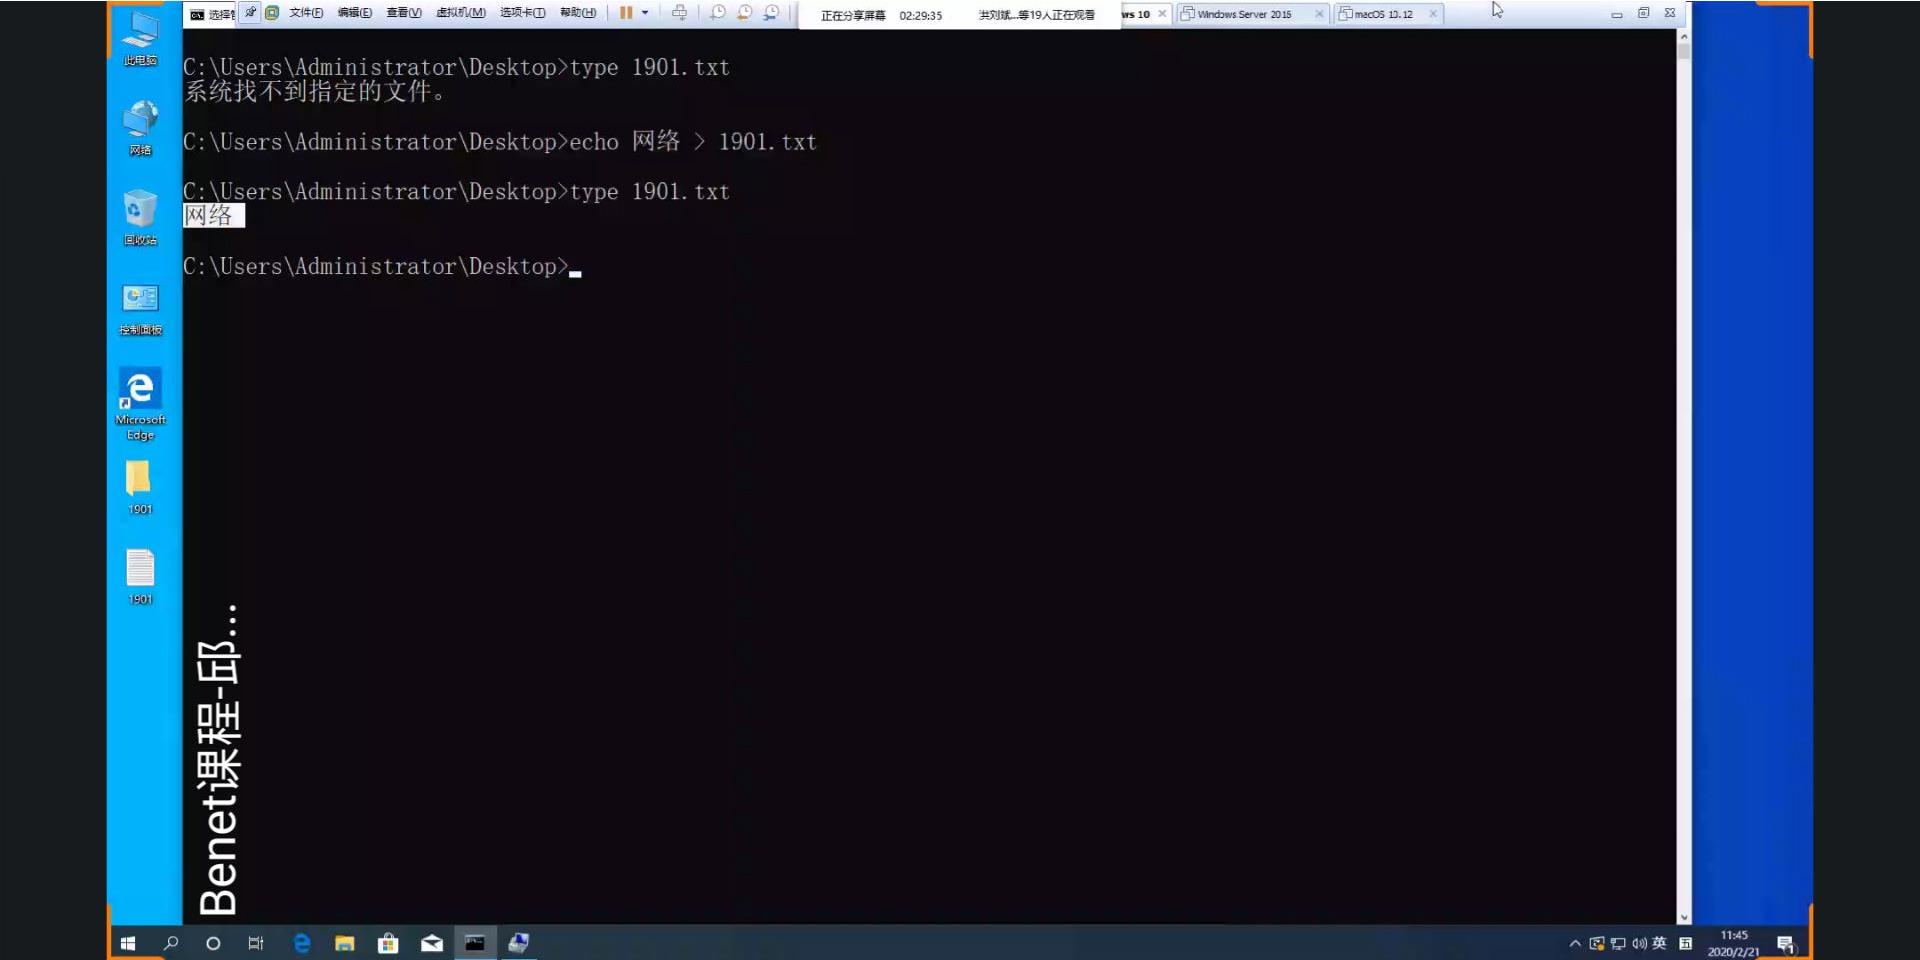 文件(F) 编辑(E) 查看(V) 虚拟机(M) 选项卡(T) 帮助(H)
正在分享屏幕 02:29:35 洪刘斌...等19人正在观看
ws 10 Windows Server 2016 macOS 10.12
C:\Users\Administrator\Desktop>type 1901.txt
系统找不到指定的文件。
C:\Users\Administrator\Desktop>echo 网络 > 1901.txt
C:\Users\Administrator\Desktop>type 1901.txt
网络
C:\Users\Administrator\Desktop>
此电脑
网络
回收站
控制面板
Microsoft
Edge
1901
1901
Benet课程-邱...
英
11:45
2020/2/21